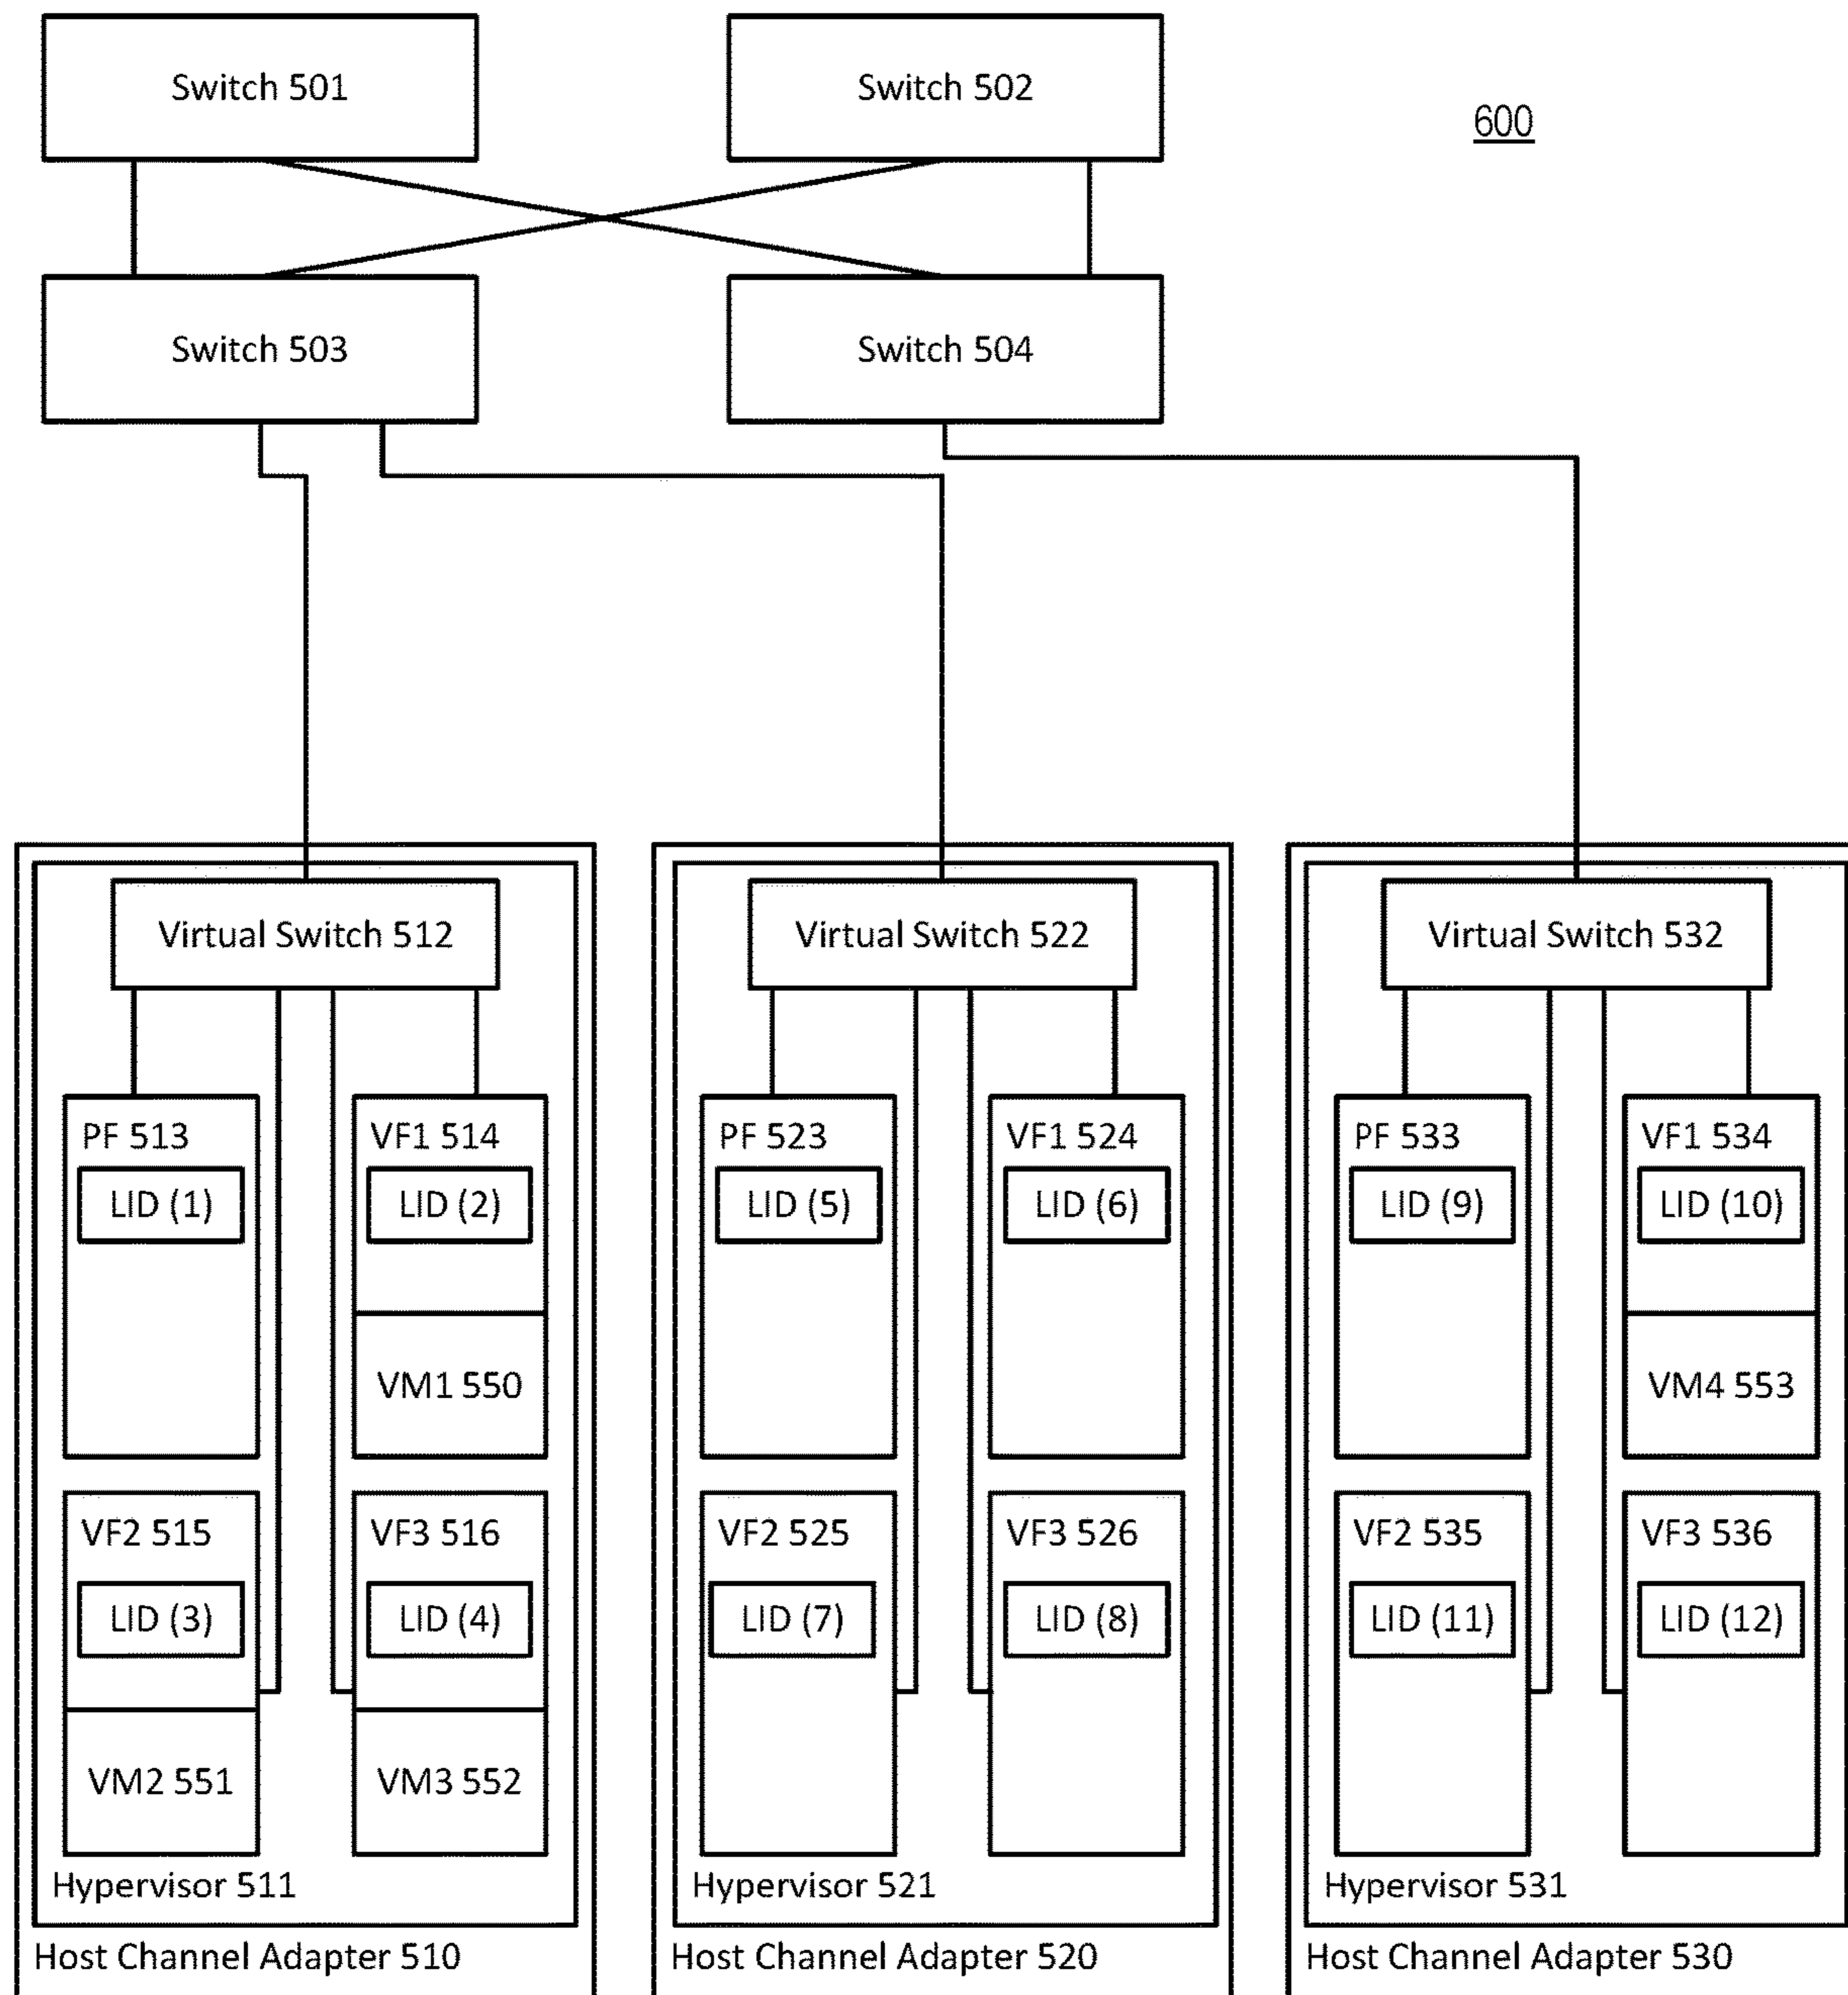 Switch 501
Switch 502
600
Switch 503
Switch 504
Virtual Switch 512
Virtual Switch 522
Virtual Switch 532
PF 513
LID (1)
VF1 514
LID (2)
VM1 550
VF2 515
LID (3)
VM2 551
VF3 516
LID (4)
VM3 552
Hypervisor 511
Host Channel Adapter 510
PF 523
LID (5)
VF1 524
LID (6)
VF2 525
LID (7)
VF3 526
LID (8)
Hypervisor 521
Host Channel Adapter 520
PF 533
LID (9)
VF1 534
LID (10)
VM4 553
VF2 535
LID (11)
VF3 536
LID (12)
Hypervisor 531
Host Channel Adapter 530